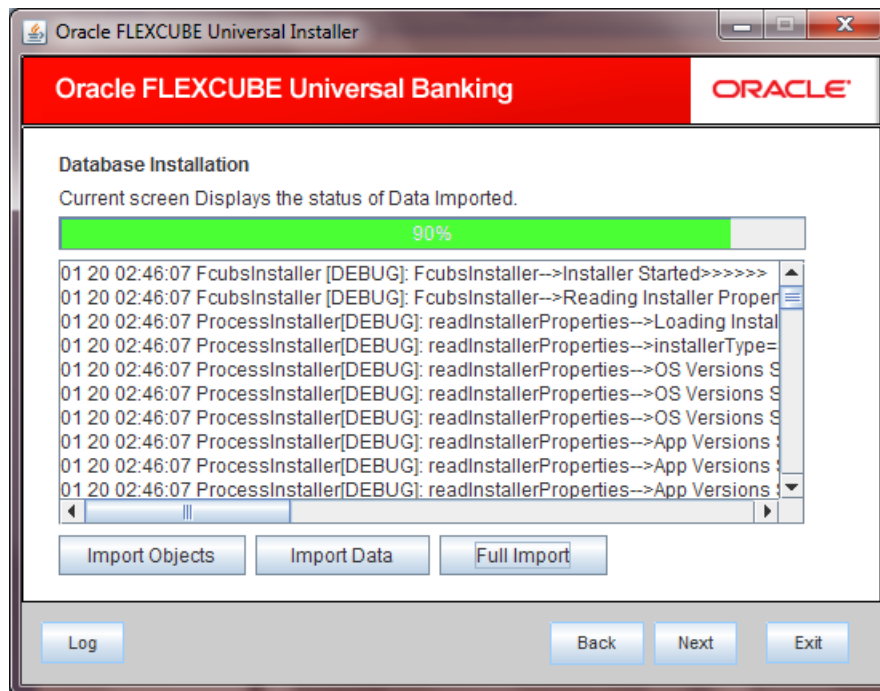 Oracle FLEXCUBE Universal Installer
Oracle FLEXCUBE Universal Banking
ORACLE
Database Installation
Current screen Displays the status of Data Imported.
90%
01 20 02:46:07 FcubsInstaller [DEBUG]: FcubsInstaller-->Installer Started>>>>>>
01 20 02:46:07 FcubsInstaller [DEBUG]: FcubsInstaller-->Reading Installer Proper
01 20 02:46:07 ProcessInstaller[DEBUG]: readInstallerProperties-->Loading Instal
01 20 02:46:07 ProcessInstaller[DEBUG]: readInstallerProperties-->installerType=
01 20 02:46:07 ProcessInstaller[DEBUG]: readInstallerProperties-->OS Versions S
01 20 02:46:07 ProcessInstaller[DEBUG]: readInstallerProperties-->OS Versions S
01 20 02:46:07 ProcessInstaller[DEBUG]: readInstallerProperties-->OS Versions S
01 20 02:46:07 ProcessInstaller[DEBUG]: readInstallerProperties-->App Versions S
01 20 02:46:07 ProcessInstaller[DEBUG]: readInstallerProperties-->App Versions S
01 20 02:46:07 ProcessInstaller[DEBUG]: readInstallerProperties-->App Versions S
Import Objects Import Data Full Import
Log Back Next Exit